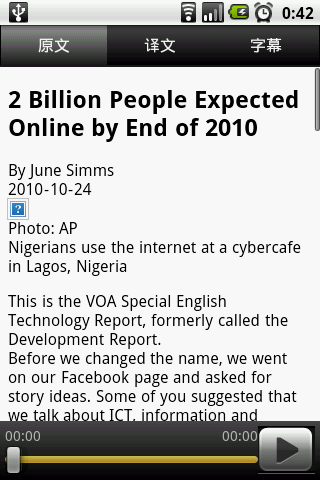 0:42
原文 译文 字幕
2 Billion People Expected
Online by End of 2010
By June Simms
2010-10-24
Photo: AP
Nigerians use the internet at a cybercafe
in Lagos, Nigeria
This is the VOA Special English
Technology Report, formerly called the
Development Report.
Before we changed the name, we went
on our Facebook page and asked for
story ideas. Some of you suggested that
we talk about ICT, information and
00:00 00:00